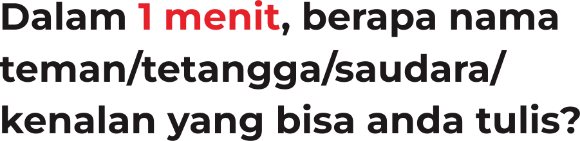 Dalam 1 menit, berapa nama
teman/tetangga/saudara/
kenalan yang bisa anda tulis?